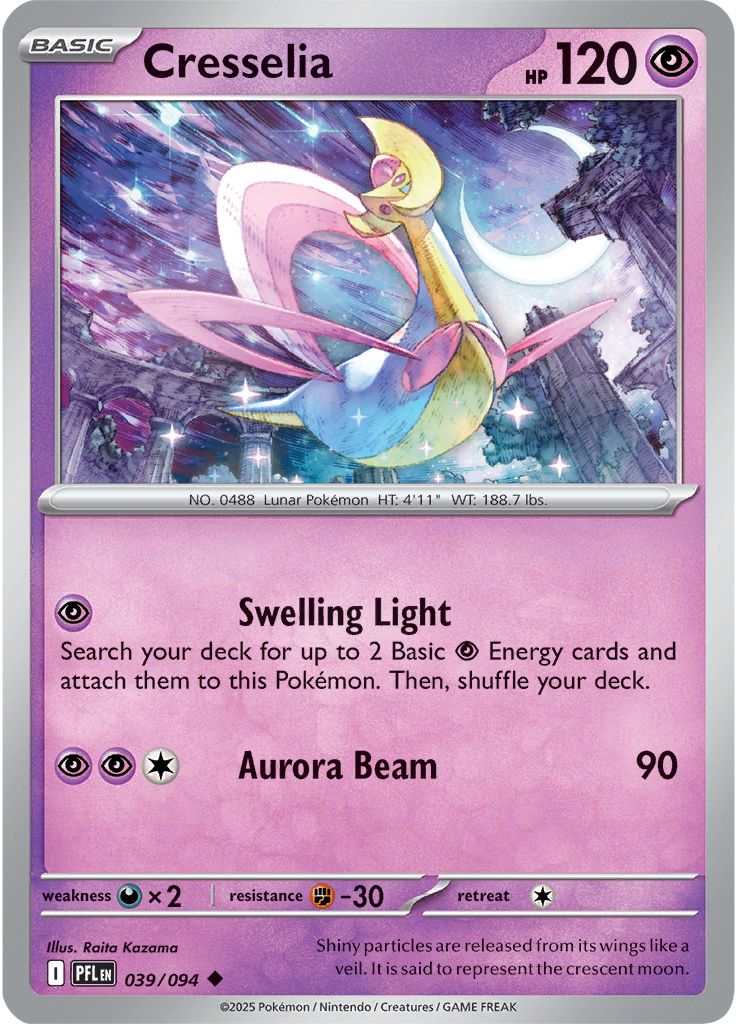 BASIC
Cresselia
HP 120
NO. 0488 Lunar Pokémon HT: 4'11" WT: 188.7 lbs.
Swelling Light
Search your deck for up to 2 Basic Energy cards and
attach them to this Pokémon. Then, shuffle your deck.
Aurora Beam 90
weakness ×2 resistance -30 retreat
Illus. Raita Kazama
Shiny particles are released from its wings like a
veil. It is said to represent the crescent moon.
I PFL EN 039/094
©2025 Pokémon / Nintendo / Creatures / GAME FREAK